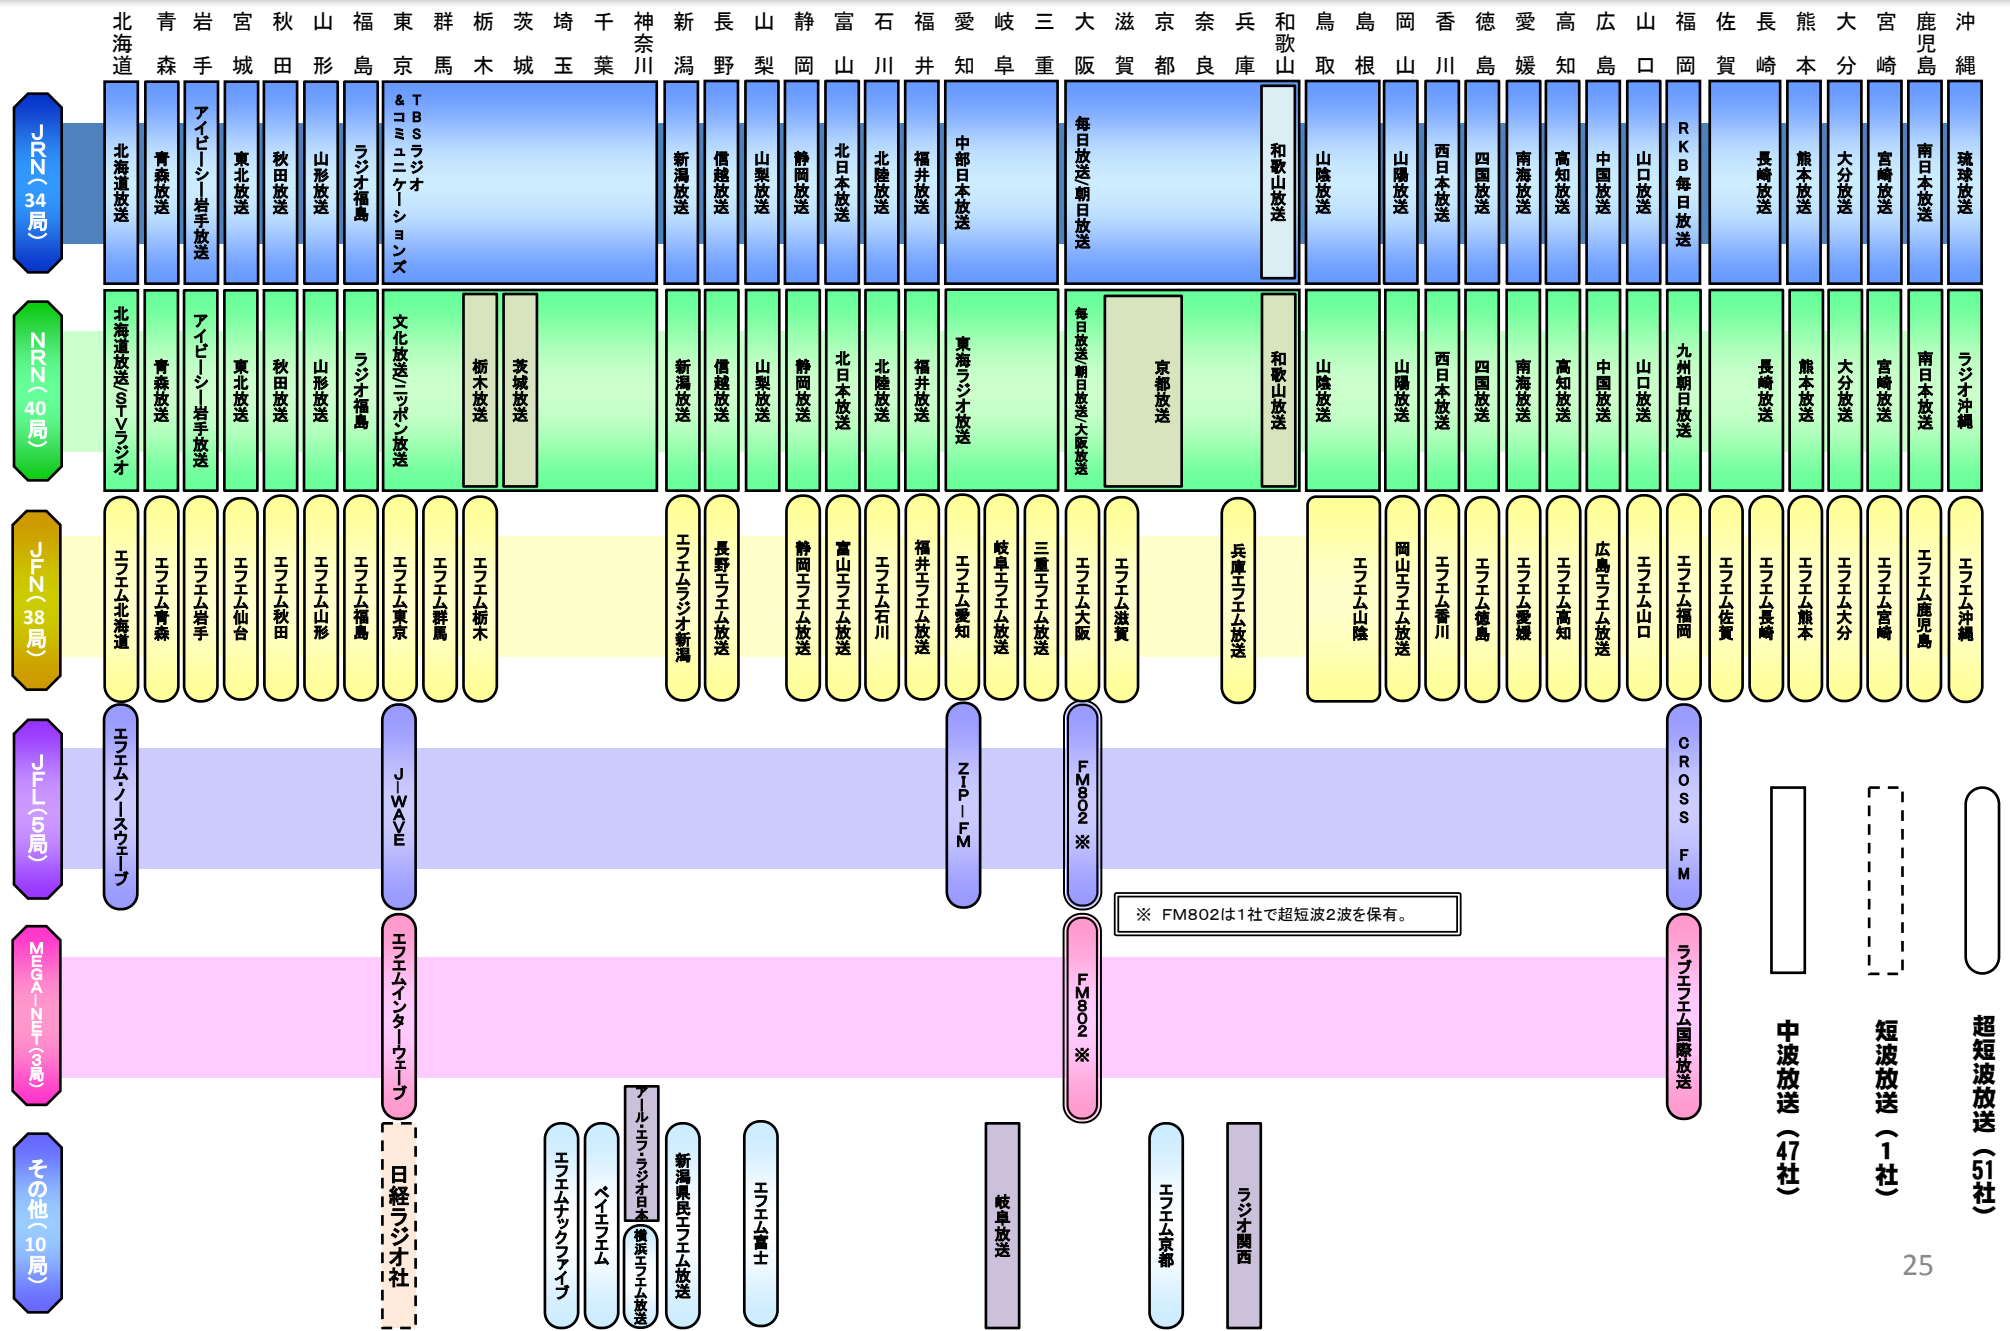 北海道
青森
岩手
宮城
秋田
山形
福島
東京
群馬
栃木
茨城
埼玉
千葉
神奈川
新潟
長野
山梨
静岡
富山
石川
福井
愛知
岐阜
三重
大阪
滋賀
京都
奈良
兵庫
和歌山
鳥取
島根
岡山
香川
徳島
愛媛
高知
広島
山口
福岡
佐賀
長崎
熊本
大分
宮崎
鹿児島
沖縄
JRN(34局)
北海道放送
青森放送
アイビーシー岩手放送
東北放送
秋田放送
山形放送
ラジオ福島
TBSラジオ
&コミュニケーションズ
新潟放送
信越放送
山梨放送
静岡放送
北日本放送
北陸放送
福井放送
中部日本放送
毎日放送/朝日放送
和歌山放送
山陰放送
山陽放送
西日本放送
四国放送
南海放送
高知放送
中国放送
山口放送
RKB毎日放送
長崎放送
熊本放送
大分放送
宮崎放送
南日本放送
琉球放送
NRN(40局)
北海道放送/STVラジオ
青森放送
アイビーシー岩手放送
東北放送
秋田放送
山形放送
ラジオ福島
文化放送/ニッポン放送
栃木放送
茨城放送
新潟放送
信越放送
山梨放送
静岡放送
北日本放送
北陸放送
福井放送
東海ラジオ放送
毎日放送/朝日放送/大阪放送
京都放送
和歌山放送
山陰放送
山陽放送
西日本放送
四国放送
南海放送
高知放送
中国放送
山口放送
九州朝日放送
長崎放送
熊本放送
大分放送
宮崎放送
南日本放送
ラジオ沖縄
JFN(38局)
エフエム北海道
エフエム青森
エフエム岩手
エフエム仙台
エフエム秋田
エフエム山形
エフエム福島
エフエム東京
エフエム群馬
エフエム栃木
エフエムラジオ新潟
長野エフエム放送
静岡エフエム放送
富山エフエム放送
エフエム石川
福井エフエム放送
エフエム愛知
岐阜エフエム放送
三重エフエム放送
エフエム大阪
エフエム滋賀
兵庫エフエム放送
エフエム山陰
岡山エフエム放送
エフエム香川
エフエム徳島
エフエム愛媛
エフエム高知
広島エフエム放送
エフエム山口
エフエム福岡
エフエム佐賀
エフエム長崎
エフエム熊本
エフエム大分
エフエム宮崎
エフエム鹿児島
エフエム沖縄
JFL(5局)
エフエム・ノースウェーブ
J-WAVE
ZIP-FM
FM802 ※
CROSS FM
※ FM802は1社で超短波2波を保有。
MEGA-NET(3局)
エフエムインターウェーブ
FM802 ※
ラブエフエム国際放送
その他(10局)
日経ラジオ社
エフエムナックファイブ
ベイエフエム
アール・エフ・ラジオ日本
横浜エフエム放送
新潟県民エフエム放送
エフエム富士
岐阜放送
エフエム京都
ラジオ関西
中波放送(47社)
短波放送(1社)
超短波放送(51社)
25